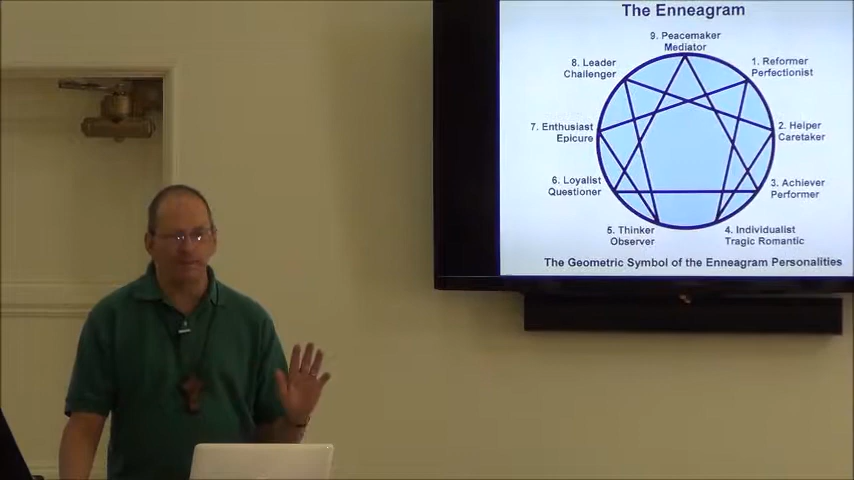 The Enneagram
9. Peacemaker
Mediator
8. Leader
Challenger
1. Reformer
Perfectionist
7. Enthusiast
Epicure
2. Helper
Caretaker
6. Loyalist
Questioner
3. Achiever
Performer
5. Thinker
Observer
4. Individualist
Tragic Romantic
The Geometric Symbol of the Enneagram Personalities